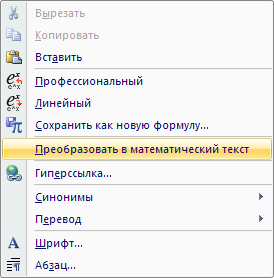 Вырезать
Копировать
Вставить
Профессиональный
Линейный
Сохранить как новую формулу...
Преобразовать в математический текст
Гиперссылка...
Синонимы
Перевод
Шрифт...
Абзац...